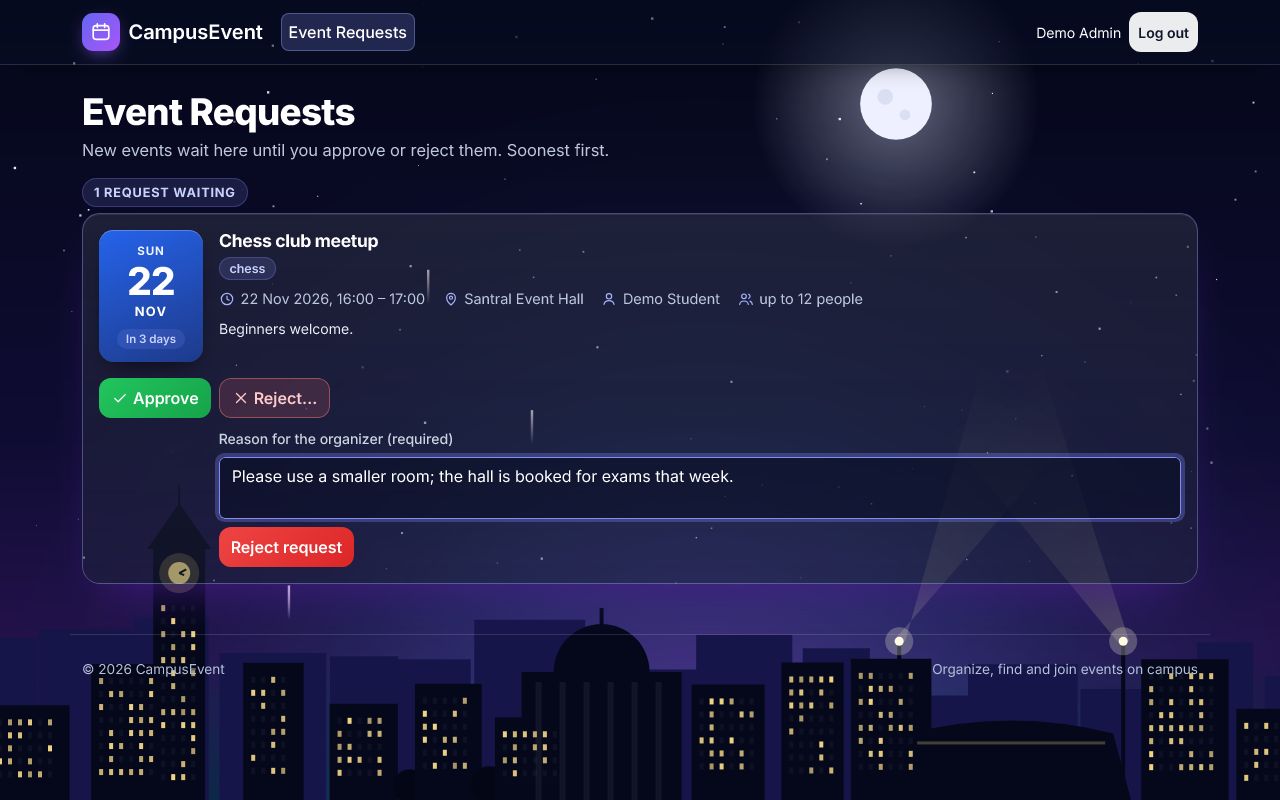 CampusEvent
Event Requests
Demo Admin
Log out
Event Requests
New events wait here until you approve or reject them. Soonest first.
1 REQUEST WAITING
SUN
22
NOV
In 3 days
Chess club meetup
chess
22 Nov 2026, 16:00 – 17:00
Santral Event Hall
Demo Student
up to 12 people
Beginners welcome.
Approve
Reject...
Reason for the organizer (required)
Please use a smaller room; the hall is booked for exams that week.
Reject request
© 2026 CampusEvent
Organize, find and join events on campus